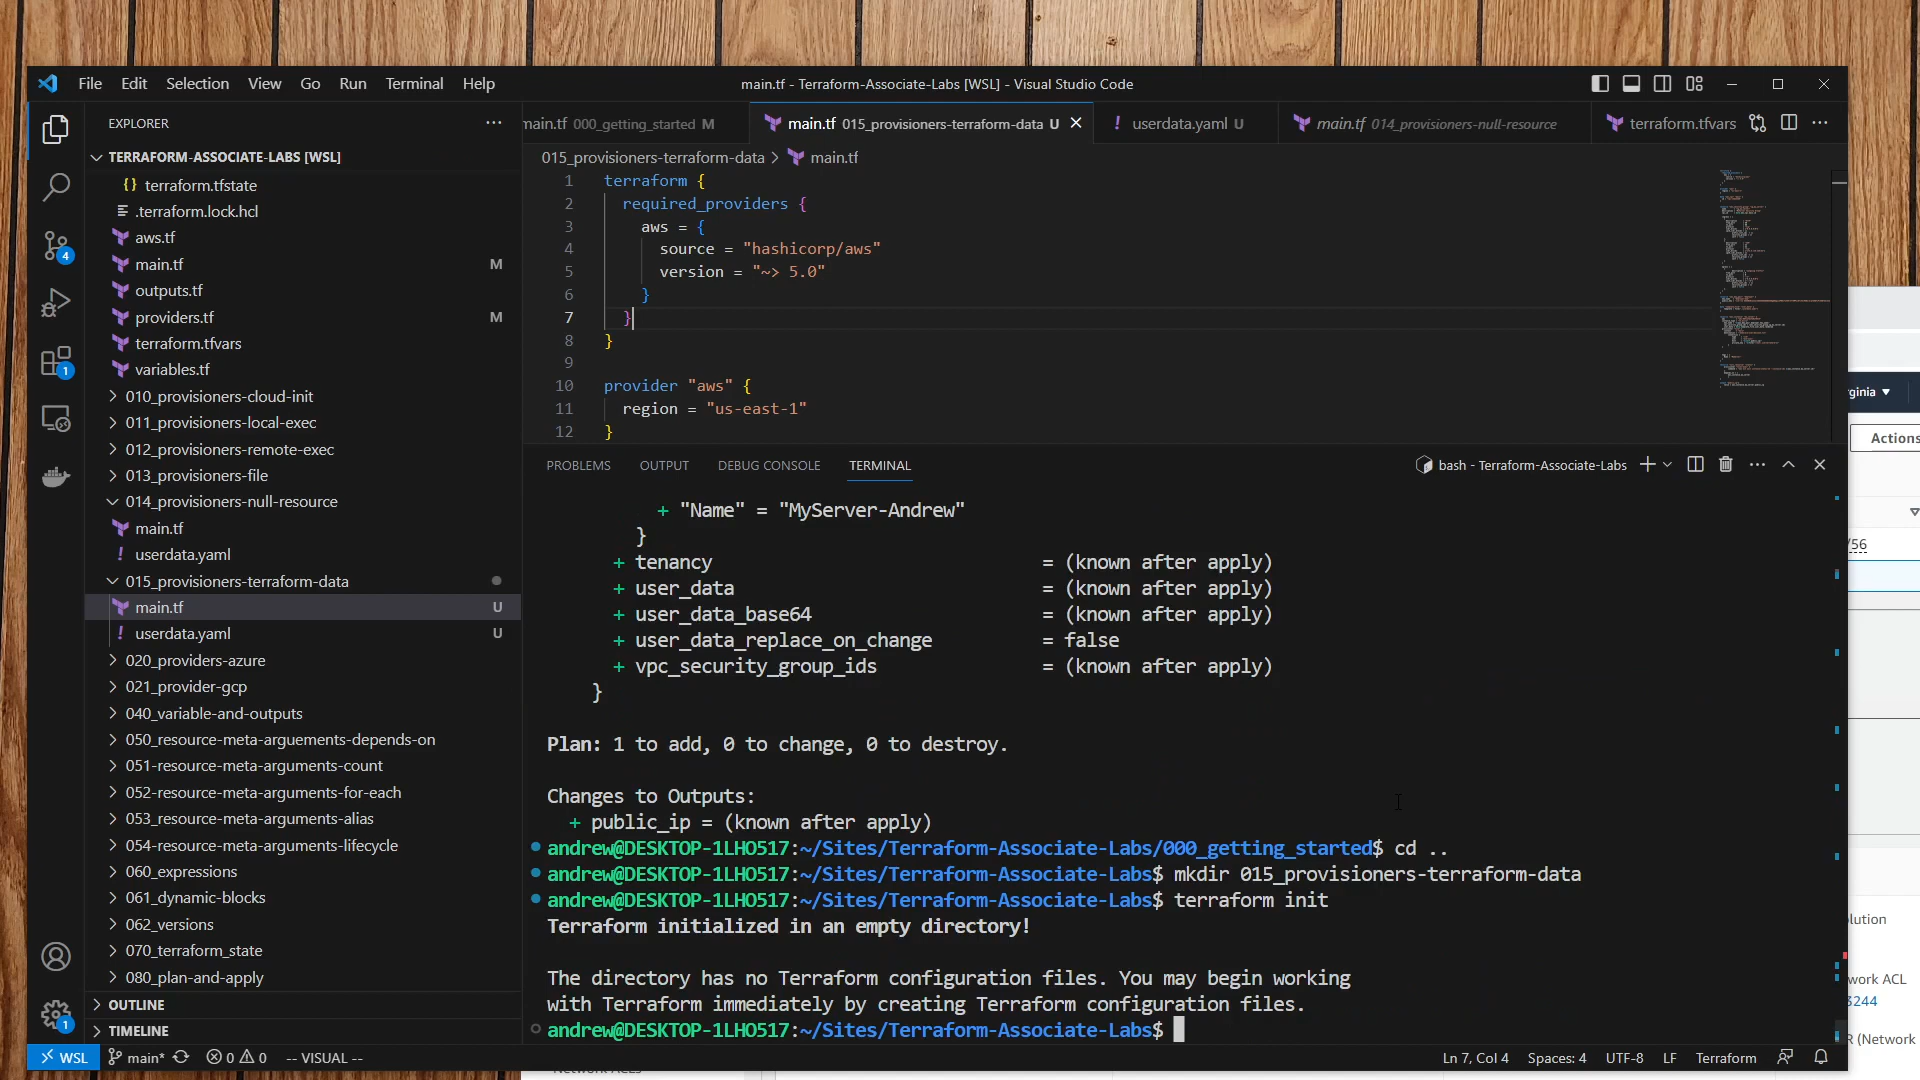 File Edit Selection View Go Run Terminal Help
main.tf - Terraform-Associate-Labs [WSL] - Visual Studio Code
EXPLORER
TERRAFORM-ASSOCIATE-LABS [WSL]
terraform.tfstate
.terraform.lock.hcl
aws.tf
main.tf M
outputs.tf
providers.tf M
terraform.tfvars
variables.tf
010_provisioners-cloud-init
011_provisioners-local-exec
012_provisioners-remote-exec
013_provisioners-file
014_provisioners-null-resource
main.tf
userdata.yaml
015_provisioners-terraform-data
main.tf U
userdata.yaml U
020_providers-azure
021_provider-gcp
040_variable-and-outputs
050_resource-meta-arguements-depends-on
051-resource-meta-arguments-count
052-resource-meta-arguments-for-each
053_resource-meta-arguments-alias
054-resource-meta-arguments-lifecycle
060_expressions
061_dynamic-blocks
062_versions
070_terraform_state
080_plan-and-apply
OUTLINE
TIMELINE
4
1
1
main.tf 000_getting_started M
main.tf 015_provisioners-terraform-data U
! userdata.yaml U
main.tf 014_provisioners-null-resource
terraform.tfvars
015_provisioners-terraform-data > main.tf
1 terraform {
2 required_providers {
3 aws = {
4 source = "hashicorp/aws"
5 version = "~> 5.0"
6 }
7 }
8 }
9
10 provider "aws" {
11 region = "us-east-1"
12 }
PROBLEMS OUTPUT DEBUG CONSOLE TERMINAL
bash - Terraform-Associate-Labs
+ "Name" = "MyServer-Andrew"
}
+ tenancy = (known after apply)
+ user_data = (known after apply)
+ user_data_base64 = (known after apply)
+ user_data_replace_on_change = false
+ vpc_security_group_ids = (known after apply)
}
Plan: 1 to add, 0 to change, 0 to destroy.
Changes to Outputs:
+ public_ip = (known after apply)
andrew@DESKTOP-1LHO517:~/Sites/Terraform-Associate-Labs/000_getting_started$ cd ..
andrew@DESKTOP-1LHO517:~/Sites/Terraform-Associate-Labs$ mkdir 015_provisioners-terraform-data
andrew@DESKTOP-1LHO517:~/Sites/Terraform-Associate-Labs$ terraform init
Terraform initialized in an empty directory!
The directory has no Terraform configuration files. You may begin working
with Terraform immediately by creating Terraform configuration files.
andrew@DESKTOP-1LHO517:~/Sites/Terraform-Associate-Labs$
WSL main* 0 0 -- VISUAL --
Ln 7, Col 4 Spaces: 4 UTF-8 LF Terraform
ginia
Actions
/56
lution
work ACL
3244
R (Network